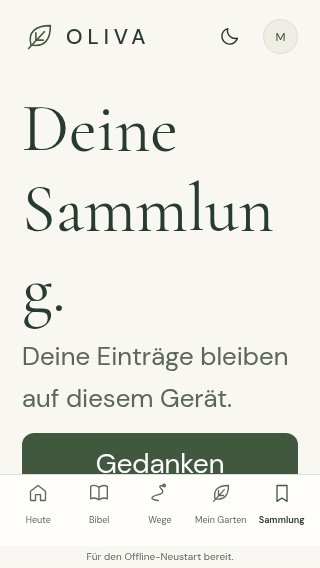 OLIVA
M
Deine
Sammlun
g.
Deine Einträge bleiben
auf diesem Gerät.
Gedanken
Heute
Bibel
Wege
Mein Garten
Sammlung
Für den Offline-Neustart bereit.